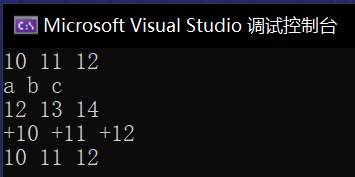 Microsoft Visual Studio 调试控制台
10 11 12
a b c
12 13 14
+10 +11 +12
10 11 12